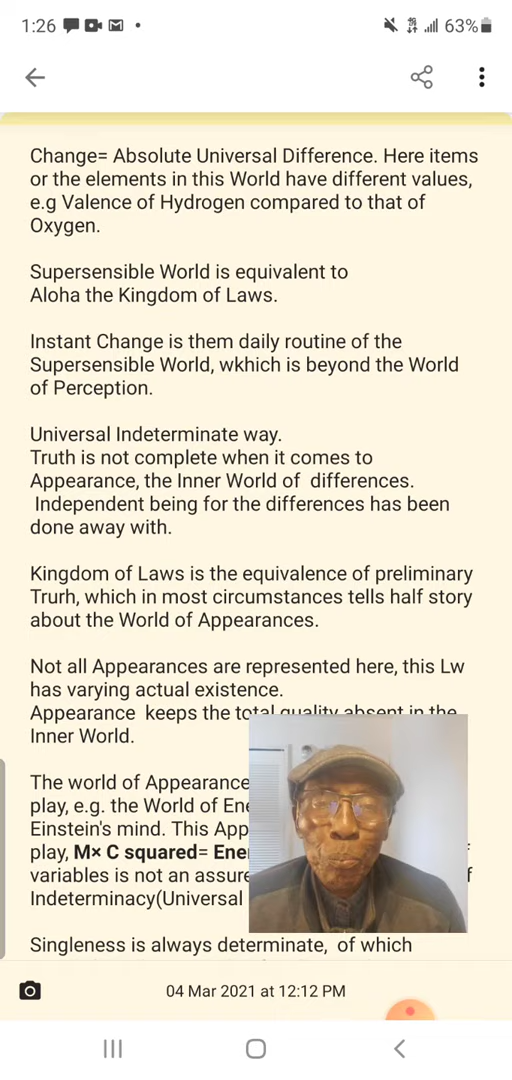 1:26
63%
Change= Absolute Universal Difference. Here items
or the elements in this World have different values,
e.g Valence of Hydrogen compared to that of
Oxygen.
Supersensible World is equivalent to
Aloha the Kingdom of Laws.
Instant Change is them daily routine of the
Supersensible World, wkhich is beyond the World
of Perception.
Universal Indeterminate way.
Truth is not complete when it comes to
Appearance, the Inner World of differences.
Independent being for the differences has been
done away with.
Kingdom of Laws is the equivalence of preliminary
Trurh, which in most circumstances tells half story
about the World of Appearances.
Not all Appearances are represented here, this Lw
has varying actual existence.
Appearance keeps the total quality absent in the
Inner World.
The world of Appearance
play, e.g. the World of
Einstein's mind. This
play, M× C squared=
variables is not an
Indeterminacy(Universal
Singleness is always determinate, of which
04 Mar 2021 at 12:12 PM